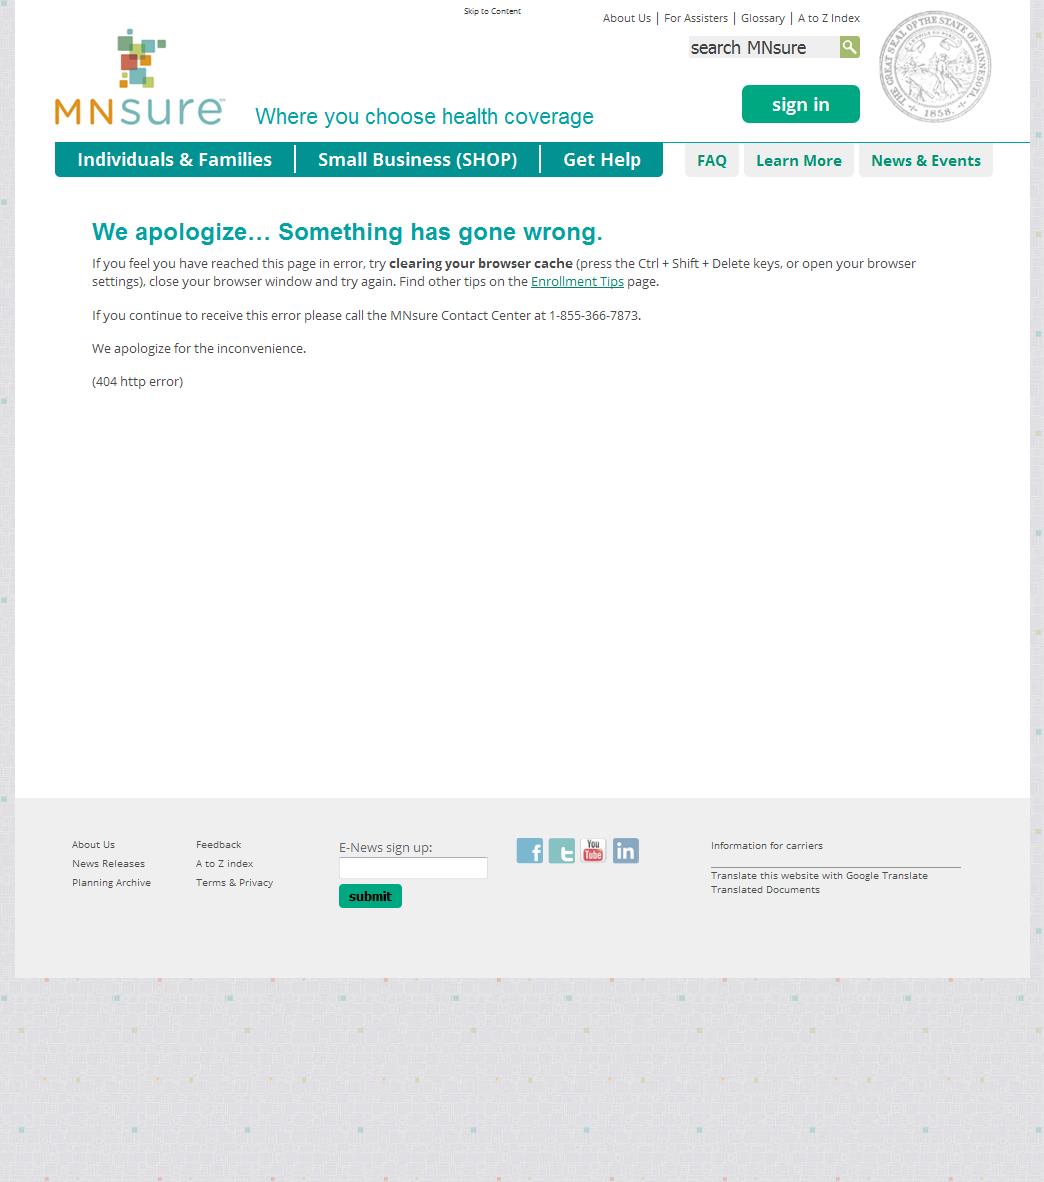 Skip to Content
About Us | For Assisters | Glossary | A to Z Index
search MNsure
THE GREAT SEAL OF THE STATE OF MINNESOTA
1858
MNsure™
Where you choose health coverage
sign in
Individuals & Families
Small Business (SHOP)
Get Help
FAQ
Learn More
News & Events
We apologize… Something has gone wrong.
If you feel you have reached this page in error, try clearing your browser cache (press the Ctrl + Shift + Delete keys, or open your browser
settings), close your browser window and try again. Find other tips on the Enrollment Tips page.
If you continue to receive this error please call the MNsure Contact Center at 1-855-366-7873.
We apologize for the inconvenience.
(404 http error)
About Us
News Releases
Planning Archive
Feedback
A to Z index
Terms & Privacy
E-News sign up:
submit
f
t
You
Tube
in
Information for carriers
Translate this website with Google Translate
Translated Documents